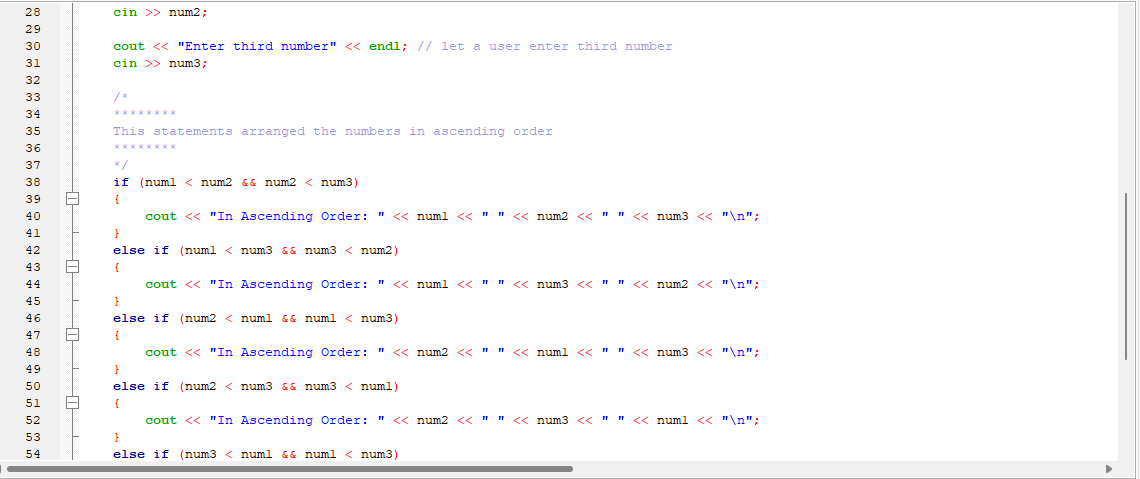 28 cin >> num2;
29
30 cout << "Enter third number" << endl; // let a user enter third number
31 cin >> num3;
32
33 /*
34 ********
35 This statements arranged the numbers in ascending order
36 ********
37 */
38 if (num1 < num2 && num2 < num3)
39 {
40 cout << "In Ascending Order: " << num1 << " " << num2 << " " << num3 << "\n";
41 }
42 else if (num1 < num3 && num3 < num2)
43 {
44 cout << "In Ascending Order: " << num1 << " " << num3 << " " << num2 << "\n";
45 }
46 else if (num2 < num1 && num1 < num3)
47 {
48 cout << "In Ascending Order: " << num2 << " " << num1 << " " << num3 << "\n";
49 }
50 else if (num2 < num3 && num3 < num1)
51 {
52 cout << "In Ascending Order: " << num2 << " " << num3 << " " << num1 << "\n";
53 }
54 else if (num3 < num1 && num1 < num3)